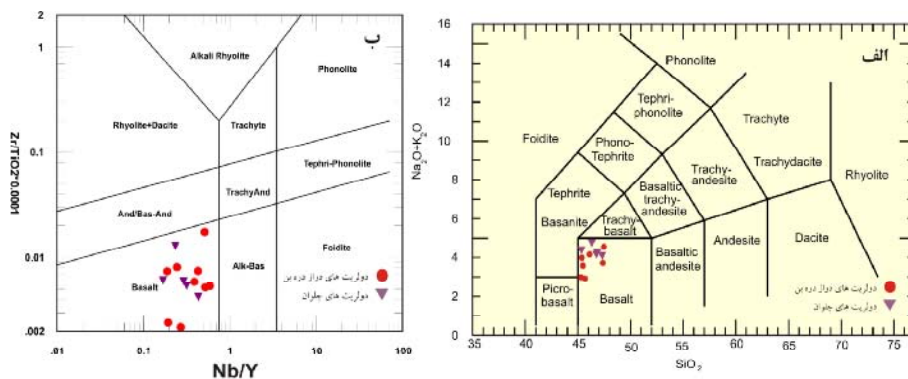 ب
1
0.1
0.01
.002
Zr/TiO2*0.0001
Alkali Rhyolite
Phonolite
Rhyolite+Dacite
Trachyte
Tephri-Phonolite
TrachyAnd
And/Bas-And
Foidite
Alk-Bas
Basalt
دولریت های دراز دره بن
دولریت های جلوان
.01
0.1
1
10
100
Nb/Y
الف
16
14
12
10
8
6
4
2
0
Na2O+K2O
Phonolite
Tephri-
phonolite
Foidite
Trachyte
Phono-
Tephrite
Trachydacite
Trachy-
andesite
Rhyolite
Tephrite
Basaltic
trachy-
andesite
Basanite
Trachy-
basalt
Basaltic
andesite
Andesite
Dacite
Picro-
basalt
Basalt
دولریت های دراز دره بن
دولریت های جلوان
35
40
45
50
55
60
65
70
75
SiO2